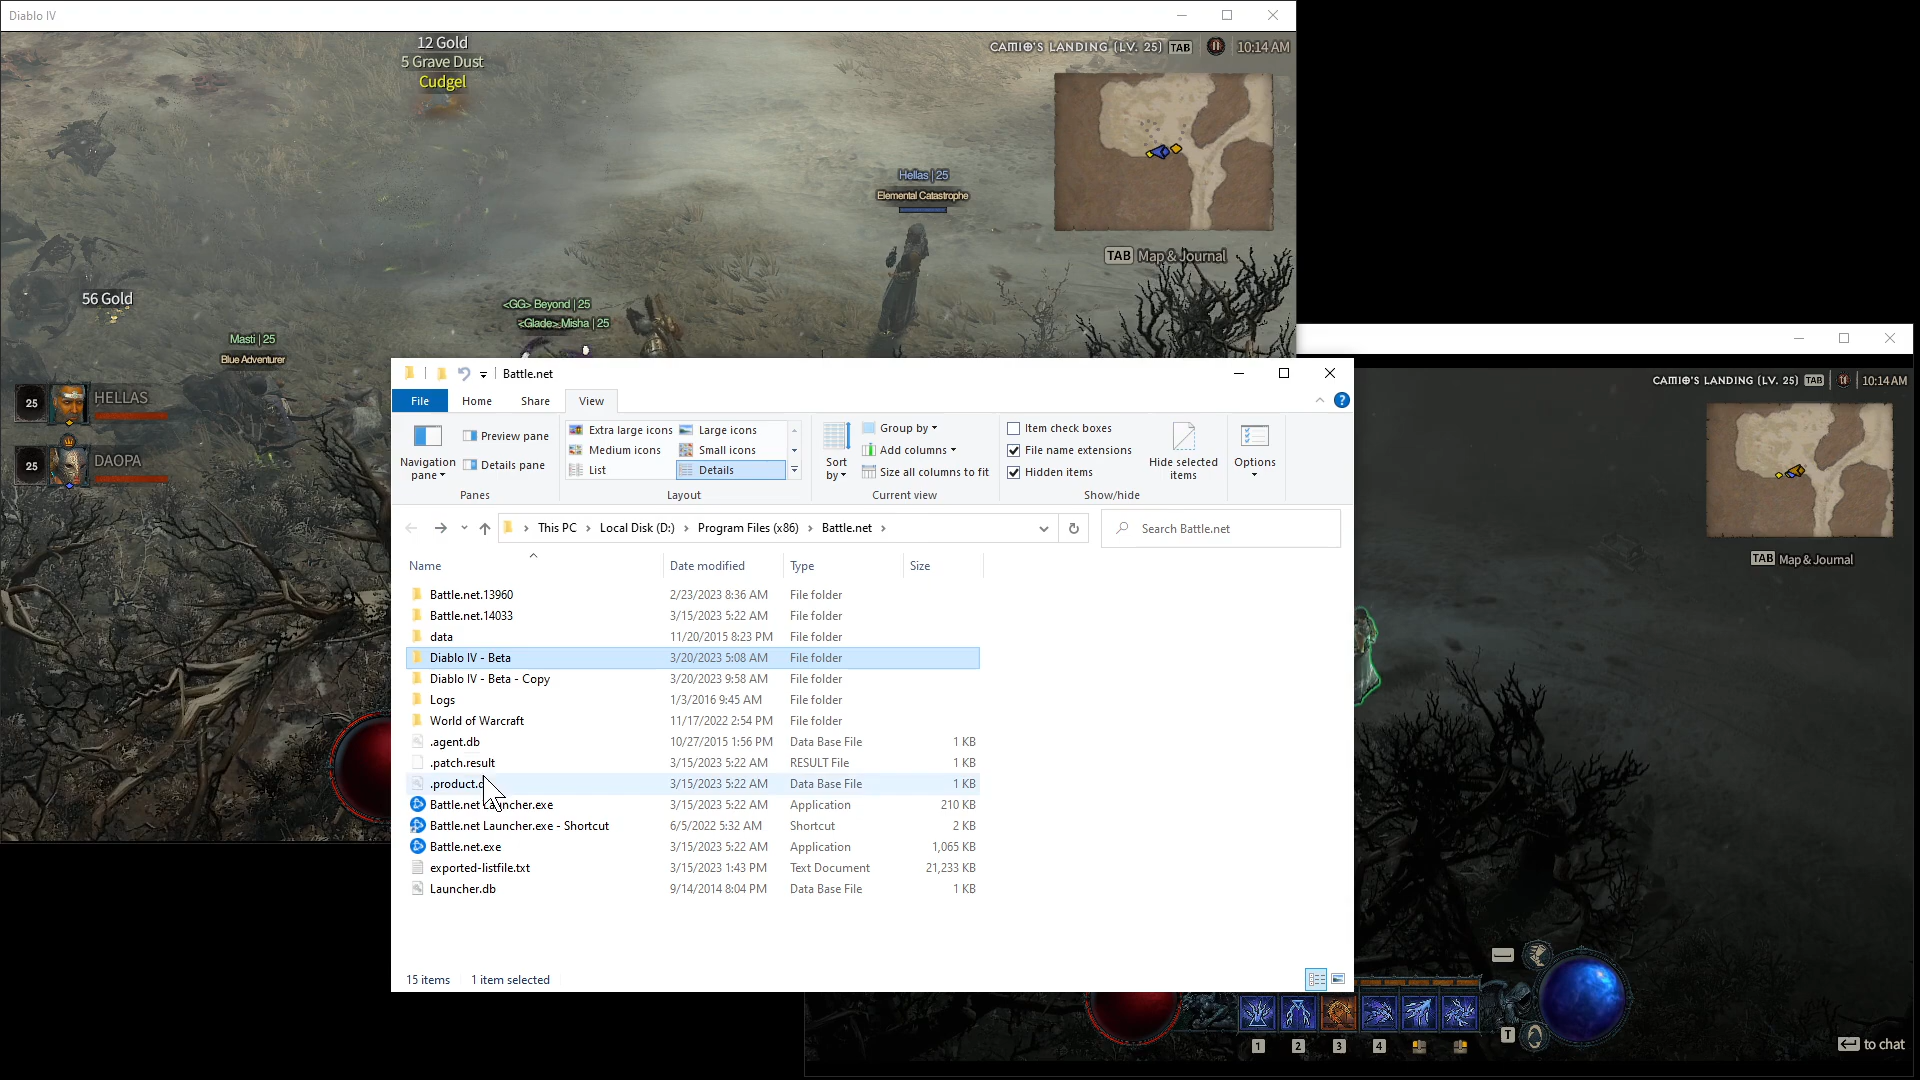 Diablo IV
12 Gold
5 Grave Dust
Cudgel
CAMIO'S LANDING (LV. 25) TAB 10:14 AM
Hellas | 25
Elemental Catastrophe
TAB Map & Journal
56 Gold
<GG> Beyond | 25
<Glade> Misha | 25
Masti | 25
Blue Adventurer
25 HELLAS
25 DAOPA
Battle.net
File Home Share View
Navigation pane
Preview pane
Details pane
Panes
Extra large icons Large icons
Medium icons Small icons
List Details
Layout
Sort by
Group by
Add columns
Size all columns to fit
Current view
Item check boxes
File name extensions
Hidden items
Hide selected items
Show/hide
Options
This PC Local Disk (D:) Program Files (x86) Battle.net
Search Battle.net
Name Date modified Type Size
Battle.net.13960 2/23/2023 8:36 AM File folder
Battle.net.14033 3/15/2023 5:22 AM File folder
data 11/20/2015 8:23 PM File folder
Diablo IV - Beta 3/20/2023 5:08 AM File folder
Diablo IV - Beta - Copy 3/20/2023 9:58 AM File folder
Logs 1/3/2016 9:45 AM File folder
World of Warcraft 11/17/2022 2:54 PM File folder
.agent.db 10/27/2015 1:56 PM Data Base File 1 KB
.patch.result 3/15/2023 5:22 AM RESULT File 1 KB
.product.d 3/15/2023 5:22 AM Data Base File 1 KB
Battle.net Launcher.exe 3/15/2023 5:22 AM Application 210 KB
Battle.net Launcher.exe - Shortcut 6/5/2022 5:32 AM Shortcut 2 KB
Battle.net.exe 3/15/2023 5:22 AM Application 1,065 KB
exported-listfile.txt 3/15/2023 1:43 PM Text Document 21,233 KB
Launcher.db 9/14/2014 8:04 PM Data Base File 1 KB
15 items 1 item selected
CAMIO'S LANDING (LV. 25) TAB 10:14 AM
TAB Map & Journal
1 2 3 4
T
to chat